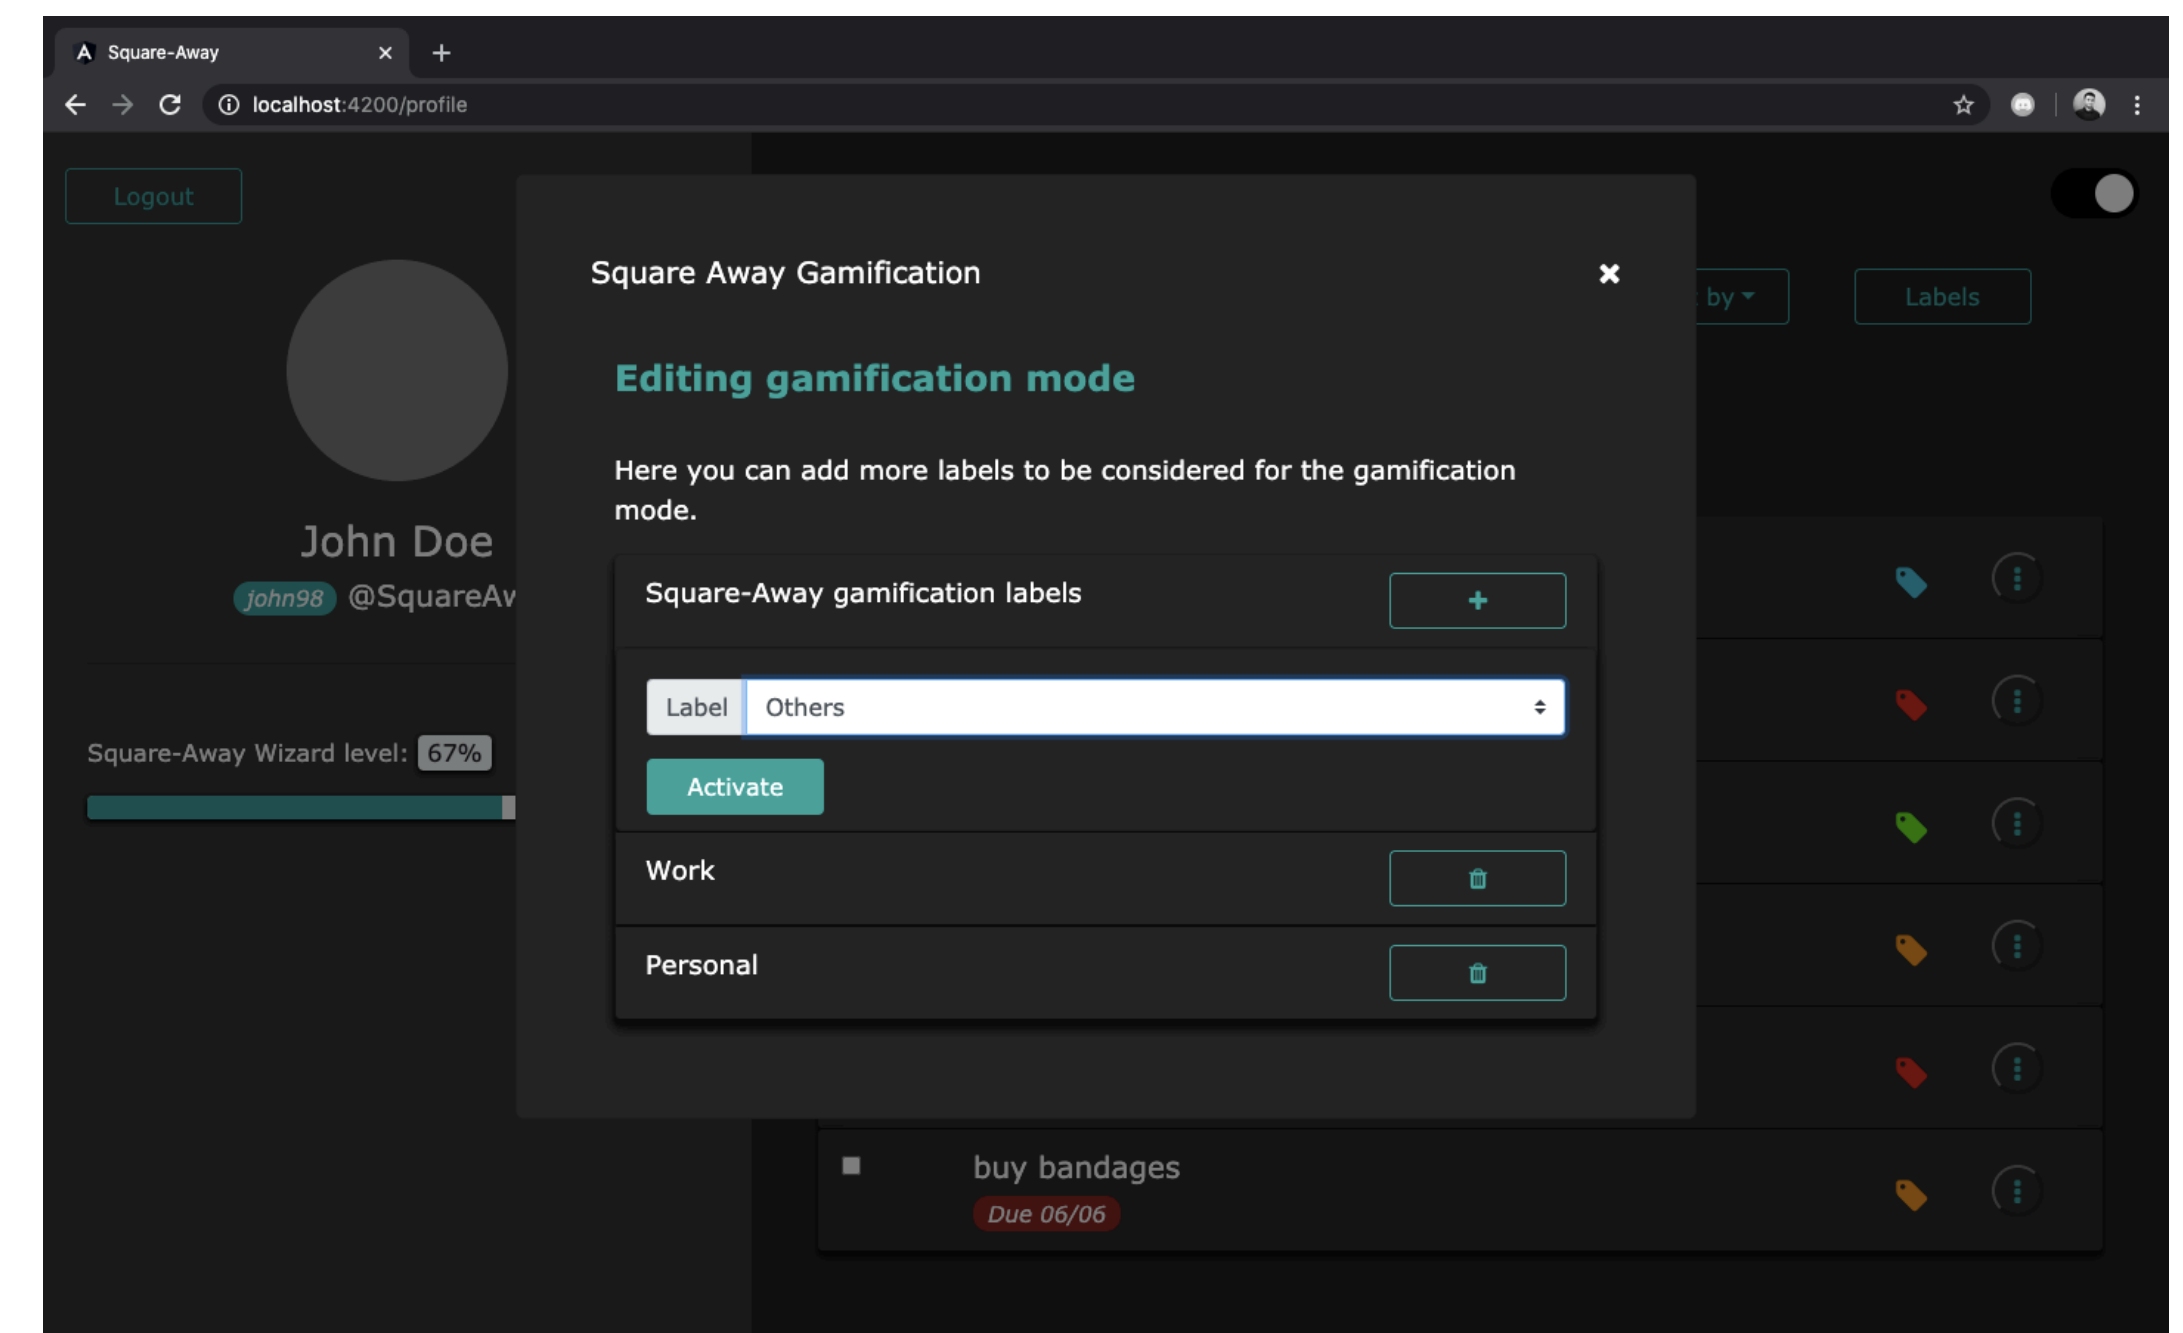 Square-Away
localhost:4200/profile
Logout
Square Away Gamification
by
Labels
Editing gamification mode
Here you can add more labels to be considered for the gamification
mode.
John Doe
john98 @SquareAw
Square-Away gamification labels
Label Others
Square-Away Wizard level: 67%
Activate
Work
Personal
buy bandages
Due 06/06